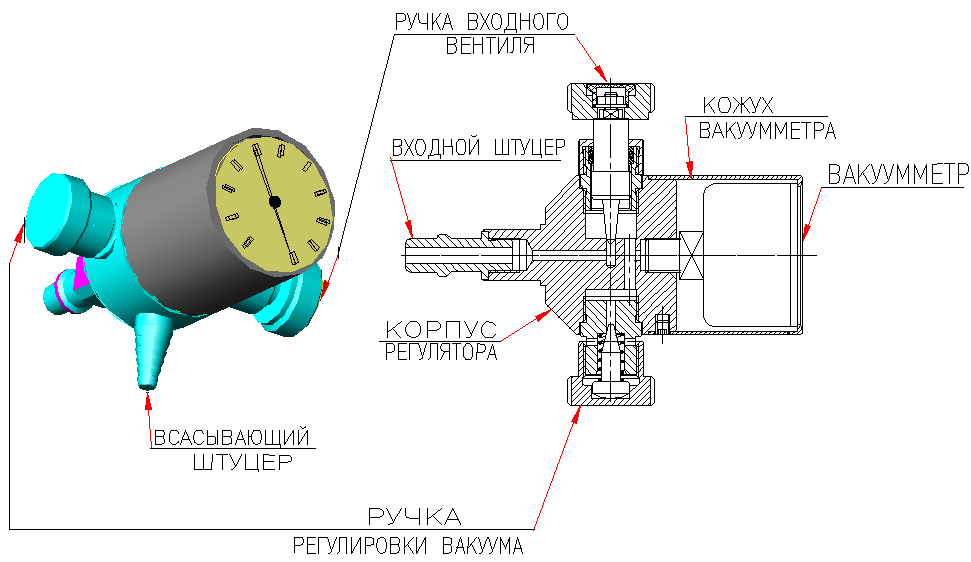 РУЧКА ВХОДНОГО
ВЕНТИЛЯ
КОЖУХ
ВАКУУММЕТРА
ВХОДНОЙ ШТУЦЕР
ВАКУУММЕТР
КОРПУС
РЕГУЛЯТОРА
ВСАСЫВАЮЩИЙ
ШТУЦЕР
РУЧКА
РЕГУЛИРОВКИ ВАКУУМА